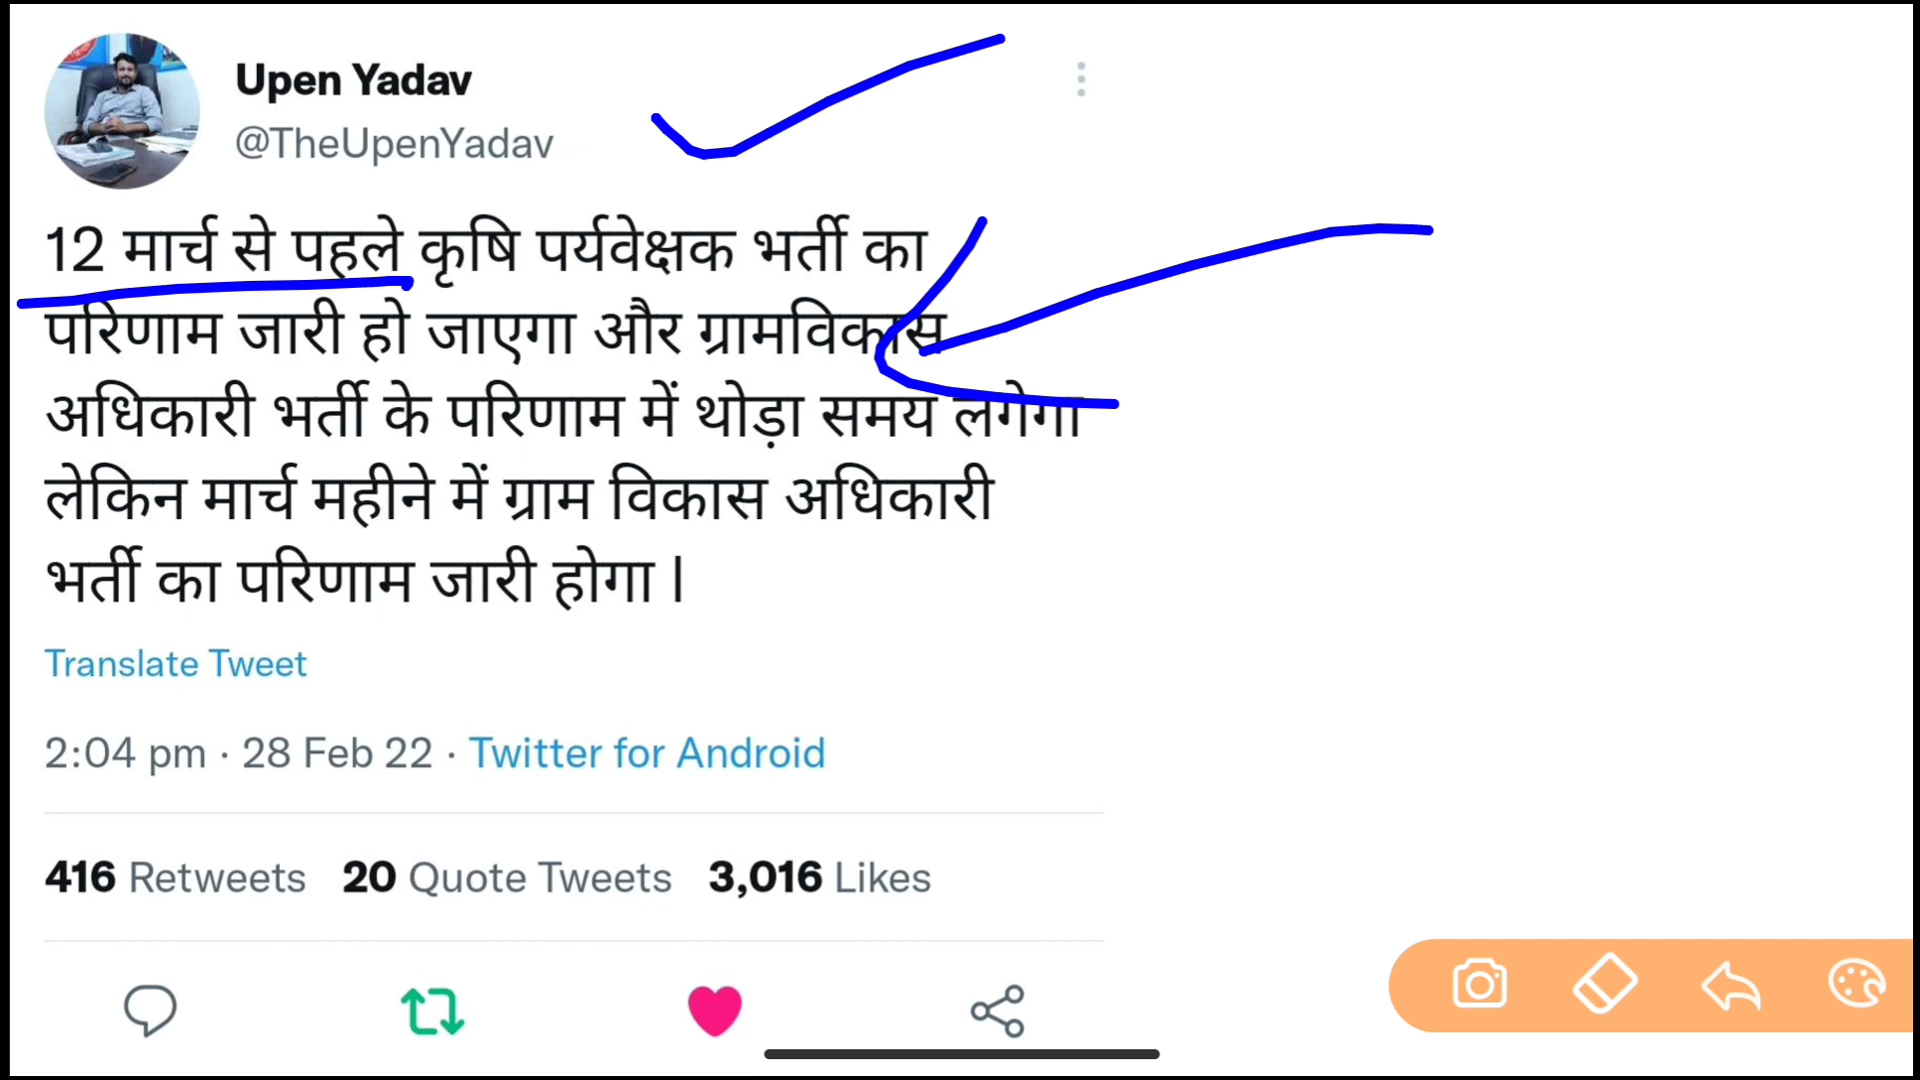 Upen Yadav
@TheUpenYadav
12 मार्च से पहले कृषि पर्यवेक्षक भर्ती का
परिणाम जारी हो जाएगा और ग्रामविकास
अधिकारी भर्ती के परिणाम में थोड़ा समय लगेगा
लेकिन मार्च महीने में ग्राम विकास अधिकारी
भर्ती का परिणाम जारी होगा l
Translate Tweet
2:04 pm · 28 Feb 22 · Twitter for Android
416 Retweets 20 Quote Tweets 3,016 Likes